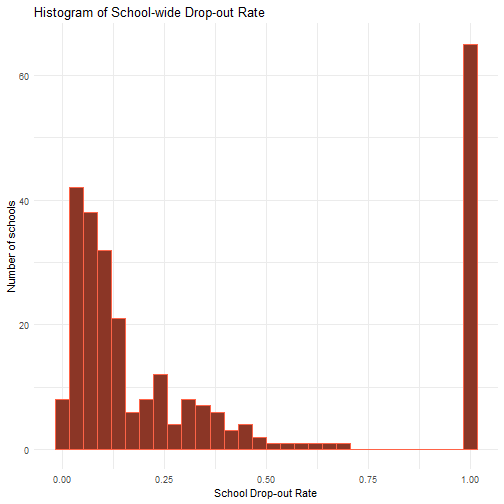 Histogram of School-wide Drop-out Rate
Number of schools
60
40
20
0
0.00 0.25 0.50 0.75 1.00
School Drop-out Rate